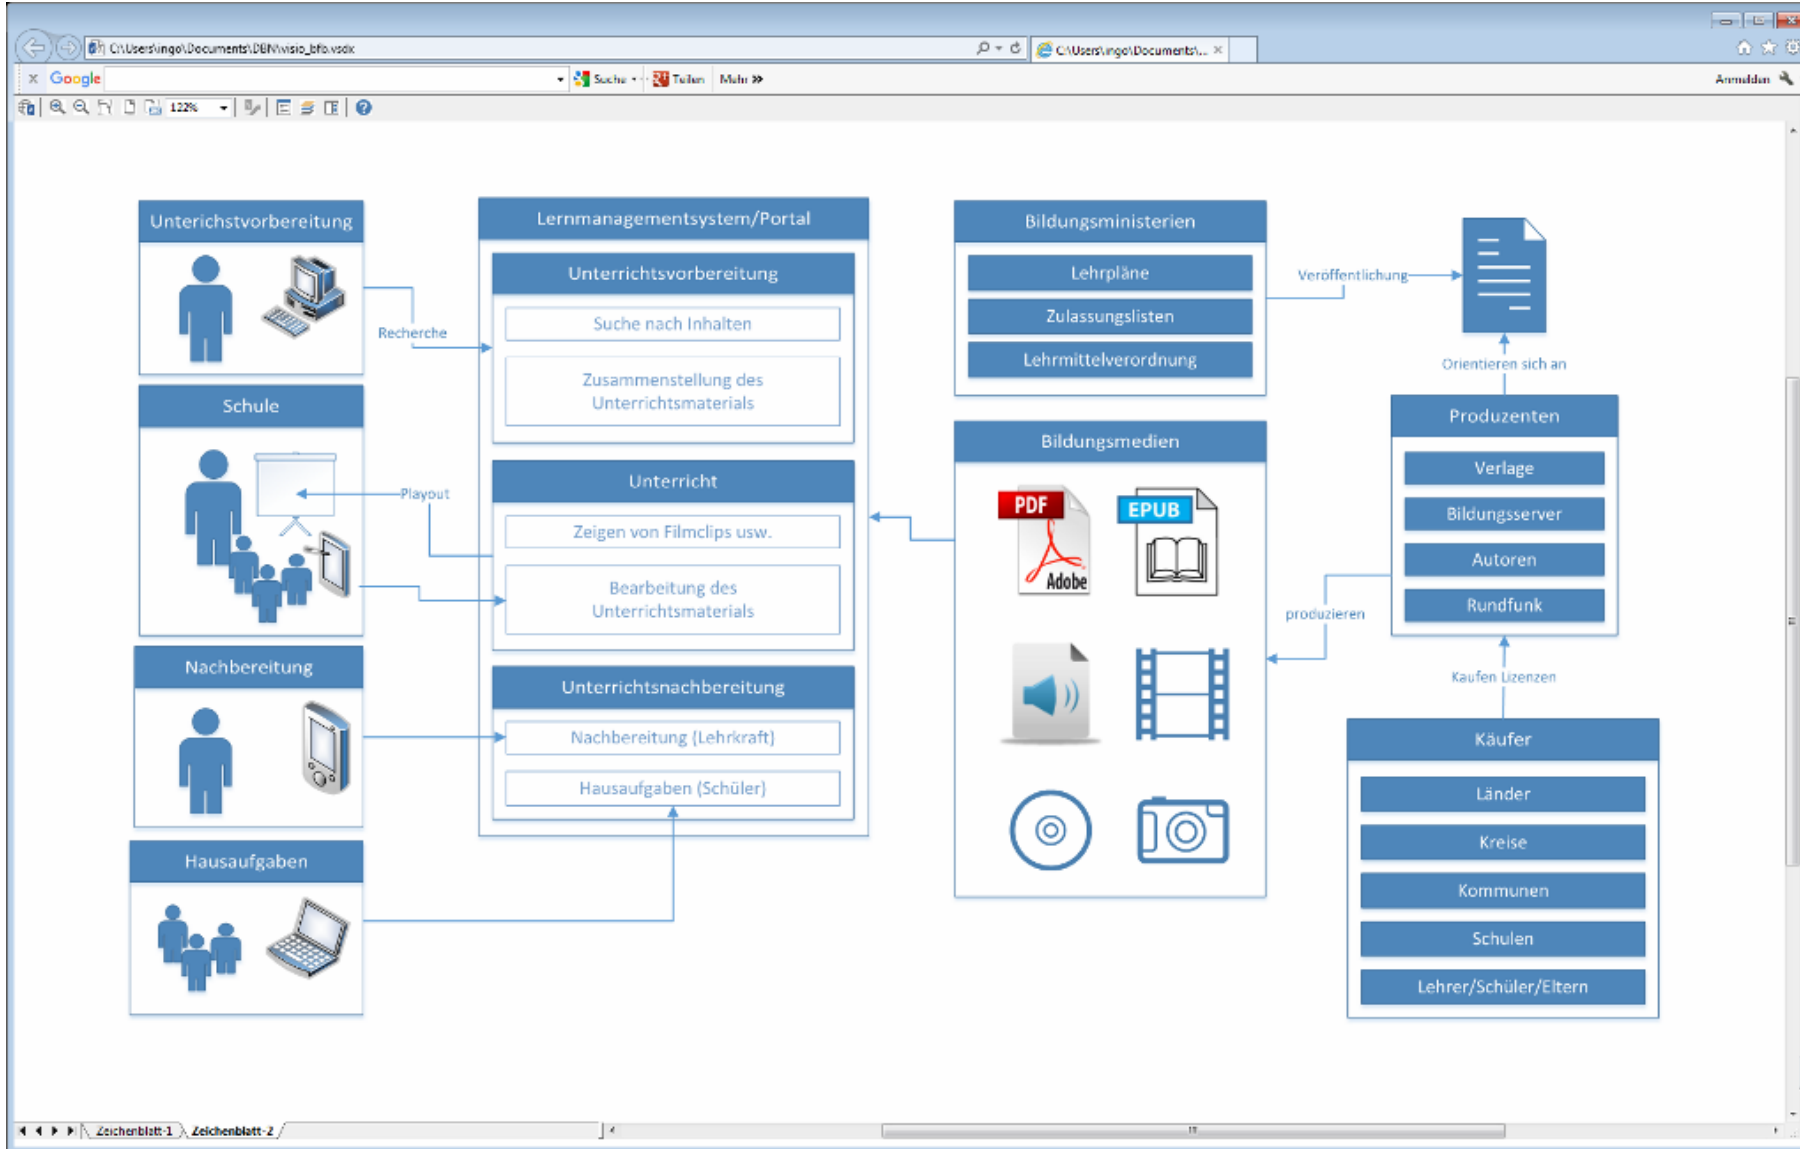 C:\Users\ingo\Documents\DBN\visio_bfb.vsdx
C:\Users\ingo\Documents\...
Google
Suche
Teilen
Mehr »
Anmelden
122%
Unterichstvorbereitung
Recherche
Schule
Playout
Nachbereitung
Hausaufgaben
Lernmanagementsystem/Portal
Unterrichtsvorbereitung
Suche nach Inhalten
Zusammenstellung des
Unterrichtsmaterials
Unterricht
Zeigen von Filmclips usw.
Bearbeitung des
Unterrichtsmaterials
Unterrichtsnachbereitung
Nachbereitung (Lehrkraft)
Hausaufgaben (Schüler)
Bildungsministerien
Lehrpläne
Zulassungslisten
Lehrmittelverordnung
Veröffentlichung
Orientieren sich an
Bildungsmedien
PDF
Adobe
EPUB
produzieren
Produzenten
Verlage
Bildungsserver
Autoren
Rundfunk
Kaufen Lizenzen
Käufer
Länder
Kreise
Kommunen
Schulen
Lehrer/Schüler/Eltern
Zeichenblatt-1
Zeichenblatt-2